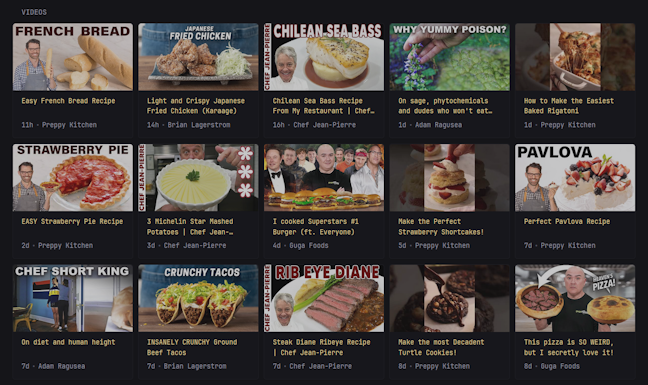 VIDEOS
FRENCH BREAD
Easy French Bread Recipe
11h · Preppy Kitchen
JAPANESE
FRIED CHICKEN
Light and Crispy Japanese
Fried Chicken (Karaage)
14h · Brian Lagerstrom
CHILEAN SEA BASS
CHEF JEAN-PIERRE
Chilean Sea Bass Recipe
From My Restaurant | Chef…
16h · Chef Jean-Pierre
WHY YUMMY POISON?
On sage, phytochemicals
and dudes who won't eat…
1d · Adam Ragusea
How to Make the Easiest
Baked Rigatoni
1d · Preppy Kitchen
STRAWBERRY PIE
EASY Strawberry Pie Recipe
2d · Preppy Kitchen
CHEF JEAN-PIERRE
3 Michelin Star Mashed
Potatoes | Chef Jean-…
3d · Chef Jean-Pierre
I cooked Superstars #1
Burger (ft. Everyone)
4d · Guga Foods
Make the Perfect
Strawberry Shortcakes!
5d · Preppy Kitchen
PAVLOVA
Perfect Pavlova Recipe
7d · Preppy Kitchen
CHEF SHORT KING
On diet and human height
7d · Adam Ragusea
CRUNCHY TACOS
INSANELY CRUNCHY Ground
Beef Tacos
7d · Brian Lagerstrom
RIB EYE DIANE
CHEF JEAN-PIERRE
Steak Diane Ribeye Recipe
| Chef Jean-Pierre
7d · Chef Jean-Pierre
Make the most Decadent
Turtle Cookies!
8d · Preppy Kitchen
HEAVEN'S
PIZZA!
This pizza is SO WEIRD,
but I secretly love it!
8d · Guga Foods